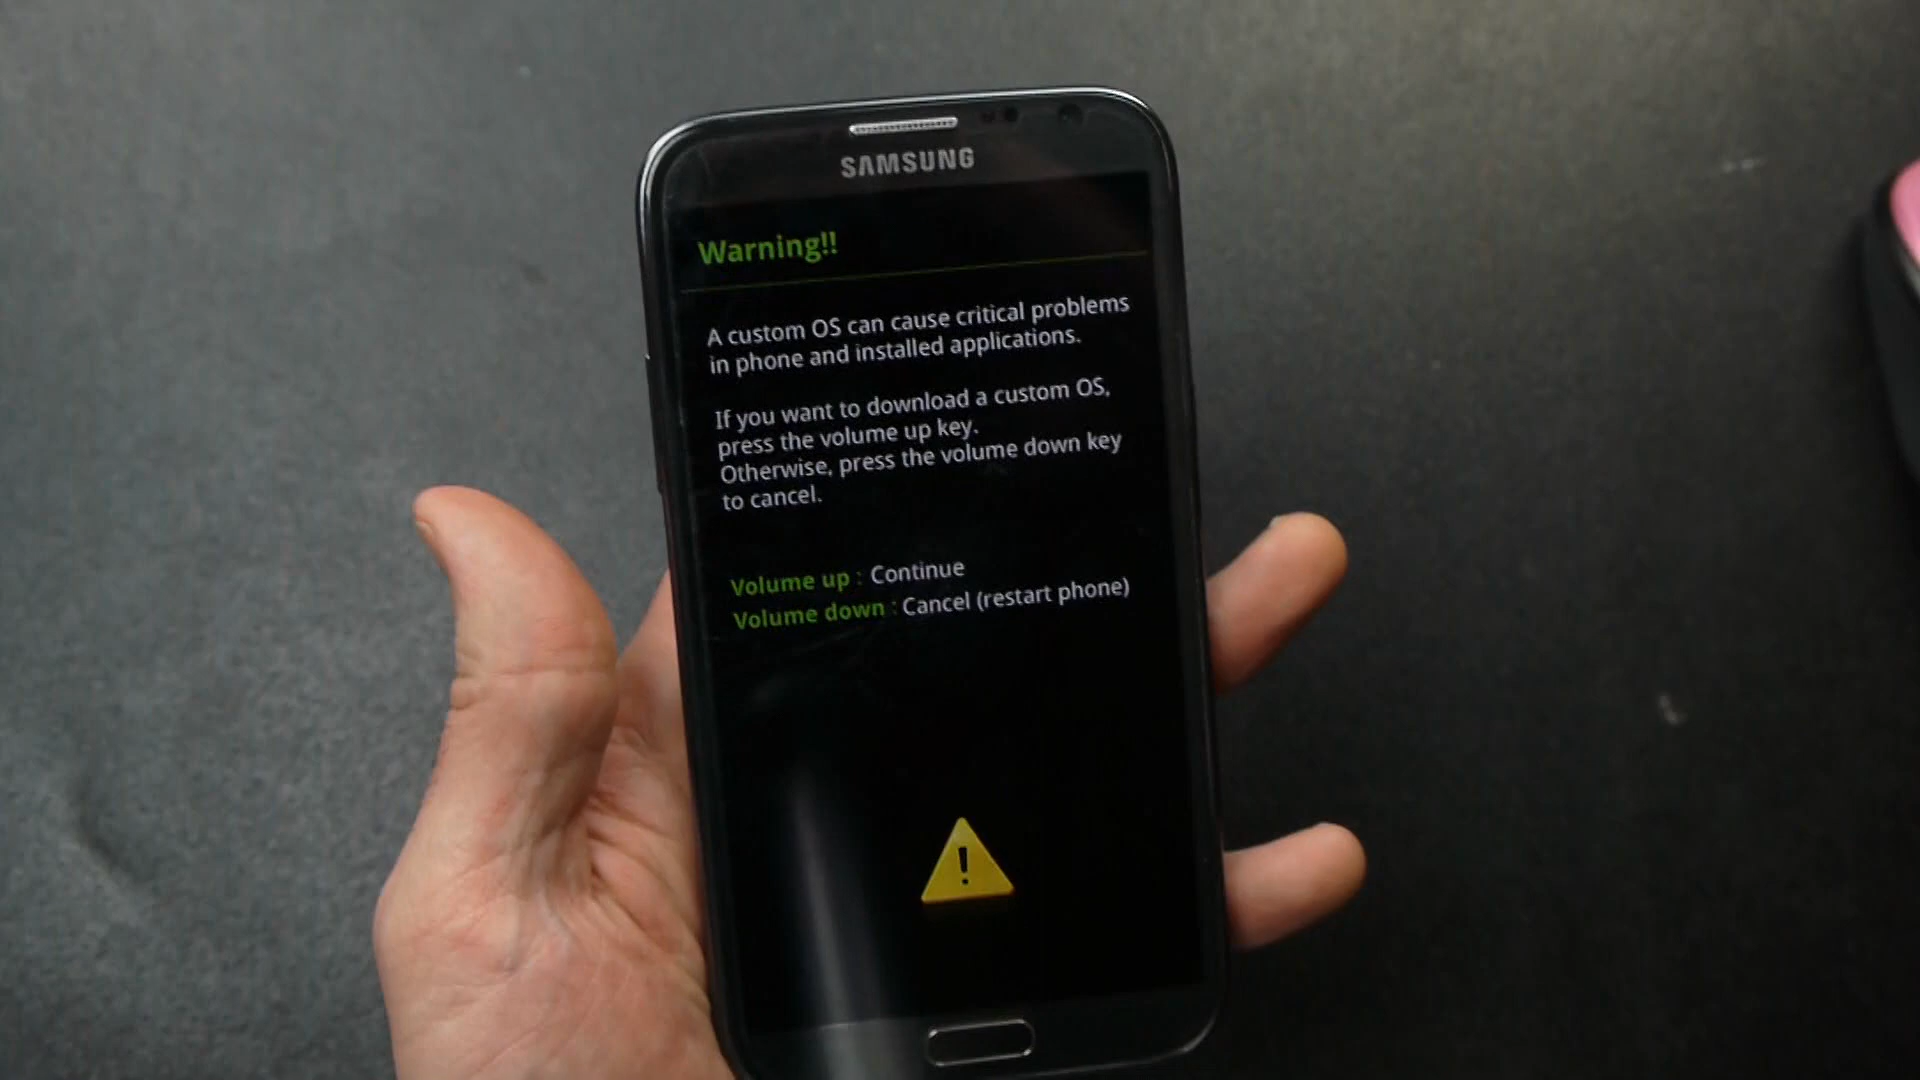 SAMSUNG
Warning!!
A custom OS can cause critical problems
in phone and installed applications.
If you want to download a custom OS,
press the volume up key.
Otherwise, press the volume down key
to cancel.
Volume up : Continue
Volume down : Cancel (restart phone)
!